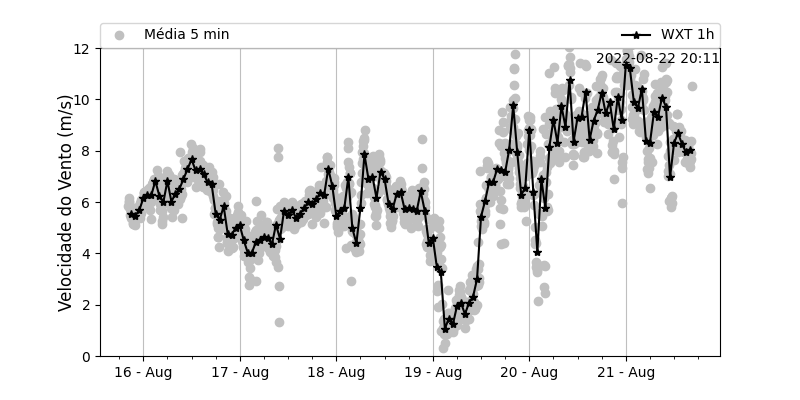 Média 5 min
WXT 1h
2022-08-22 20:11
Velocidade do Vento (m/s)
12
10
8
6
4
2
0
16 - Aug
17 - Aug
18 - Aug
19 - Aug
20 - Aug
21 - Aug